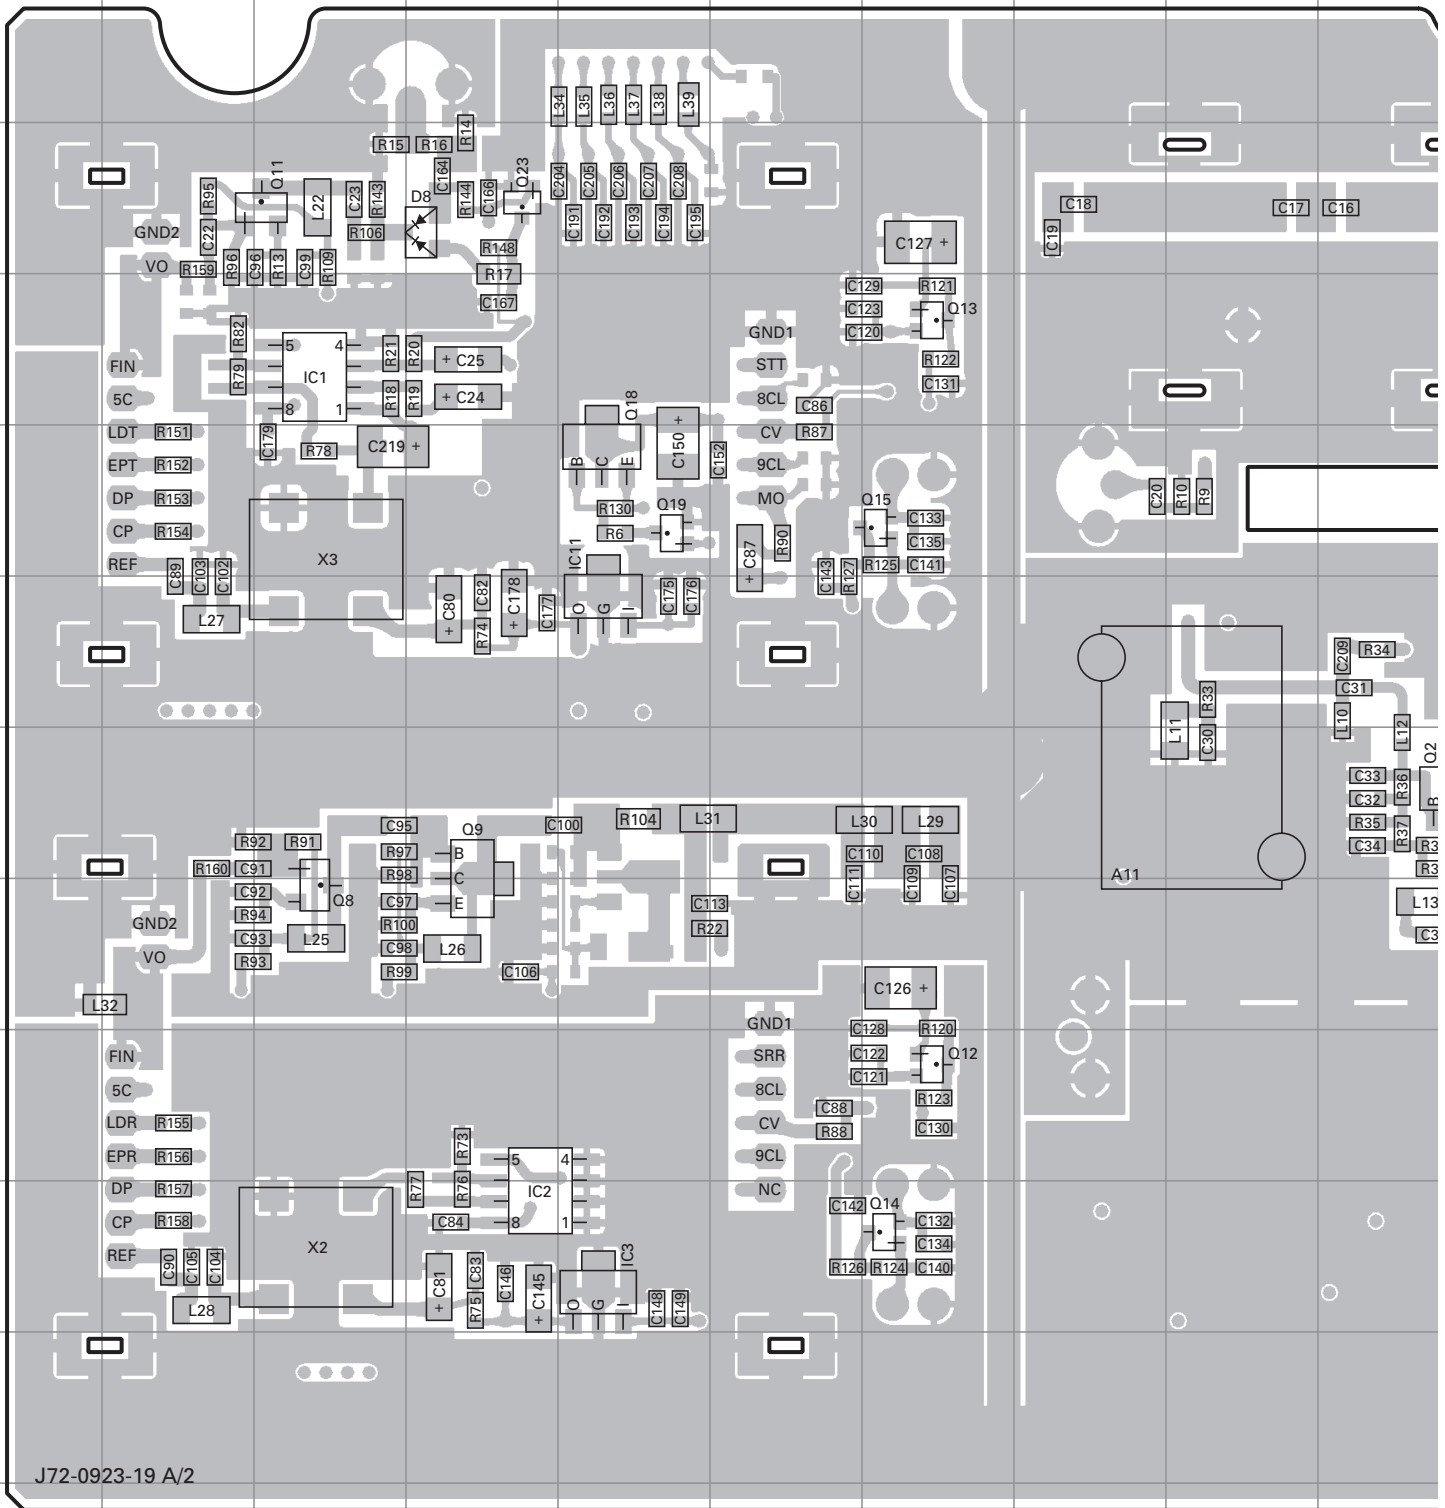 L34 L35 L36 L37 L38 L39
R15 R16 R14
Q11 C164 Q23 C204 C205 C206 C207 C208
R95 L22 C23 R143 D8 R144 C166
C191 C192 C193 C194 C195
C18 C17 C16
GND2 C22 R106 C127 + C19
R148
VO R159 R96 C96 R13 C99 R109 R17
C129 R121
C167 C123 Q13
R82 GND1 C120
5 4 R21 R20 + C25 R122
FIN R79 IC1 STT
C131
5C 8 1 R18 R19 + C24 8CL C86
Q18
LDT R151 C179 R78 C219 + B C E + C150 C152 CV R87
EPT R152 9CL
DP R153 R130 Q19 MO Q15 C20 R10 R9
C133
CP R154 R6 C87 + R90 C135
REF C89 C103 C102 X3 IC11 C143 R127 R125 C141
C80 + C82 C178 + C177 O G I C175 C176
L27 R74
C209 R34
L11 R33 C31
C30 L10 L12
Q2
C33 R36 B
C32
C95 Q9 C100 R104 L31 L30 L29 R35 R37
R92 R91 C34 R3
R97 B C110 C108
R160 C91 R98 C C111 C109 C107 A11 R3
C92 Q8 C97 E C113 L13
R94 R100 R22
GND2 C93 L25 C98 L26 C3
VO R93 R99 C106
L32 C126 +
GND1 C128 R120
FIN SRR C122 Q12
C121
5C 8CL R123
C88
LDR R155 CV R88 C130
R73
EPR R156 5 4 9CL
DP R157 R77 R76 IC2 NC
C142 Q14
CP R158 C84 8 1 C132
X2 C134
REF C90 C105 C104 C81 + C83 C146 C145 + IC3 R126 R124 C140
L28 R75 O G I C148 C149
J72-0923-19 A/2